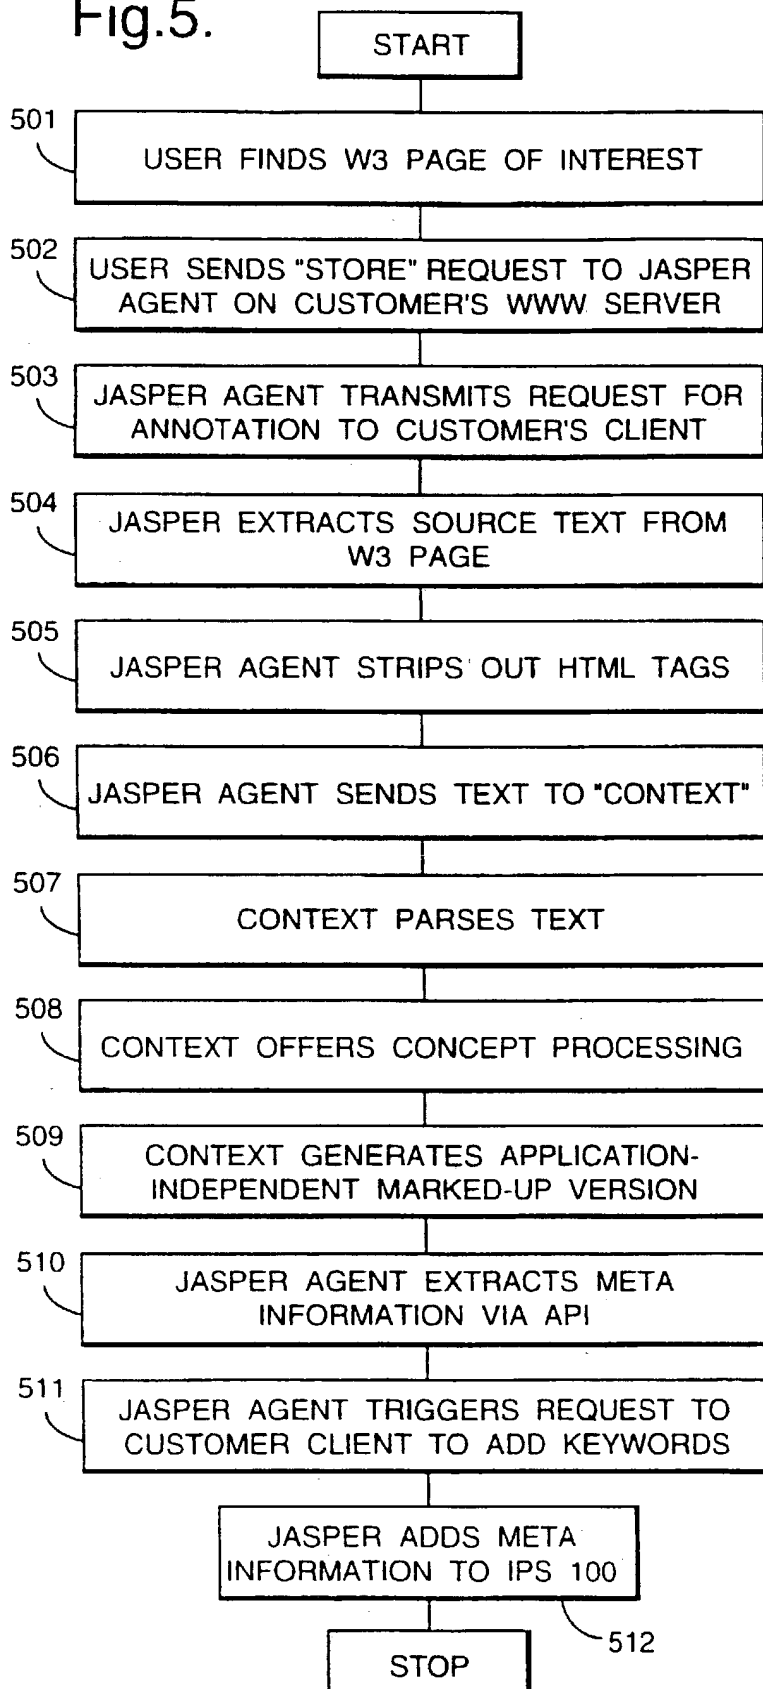 Fig.5.
START
501
USER FINDS W3 PAGE OF INTEREST
502
USER SENDS "STORE" REQUEST TO JASPER
AGENT ON CUSTOMER'S WWW SERVER
503
JASPER AGENT TRANSMITS REQUEST FOR
ANNOTATION TO CUSTOMER'S CLIENT
504
JASPER EXTRACTS SOURCE TEXT FROM
W3 PAGE
505
JASPER AGENT STRIPS OUT HTML TAGS
506
JASPER AGENT SENDS TEXT TO "CONTEXT"
507
CONTEXT PARSES TEXT
508
CONTEXT OFFERS CONCEPT PROCESSING
509
CONTEXT GENERATES APPLICATION-
INDEPENDENT MARKED-UP VERSION
510
JASPER AGENT EXTRACTS META
INFORMATION VIA API
511
JASPER AGENT TRIGGERS REQUEST TO
CUSTOMER CLIENT TO ADD KEYWORDS
JASPER ADDS META
INFORMATION TO IPS 100
512
STOP